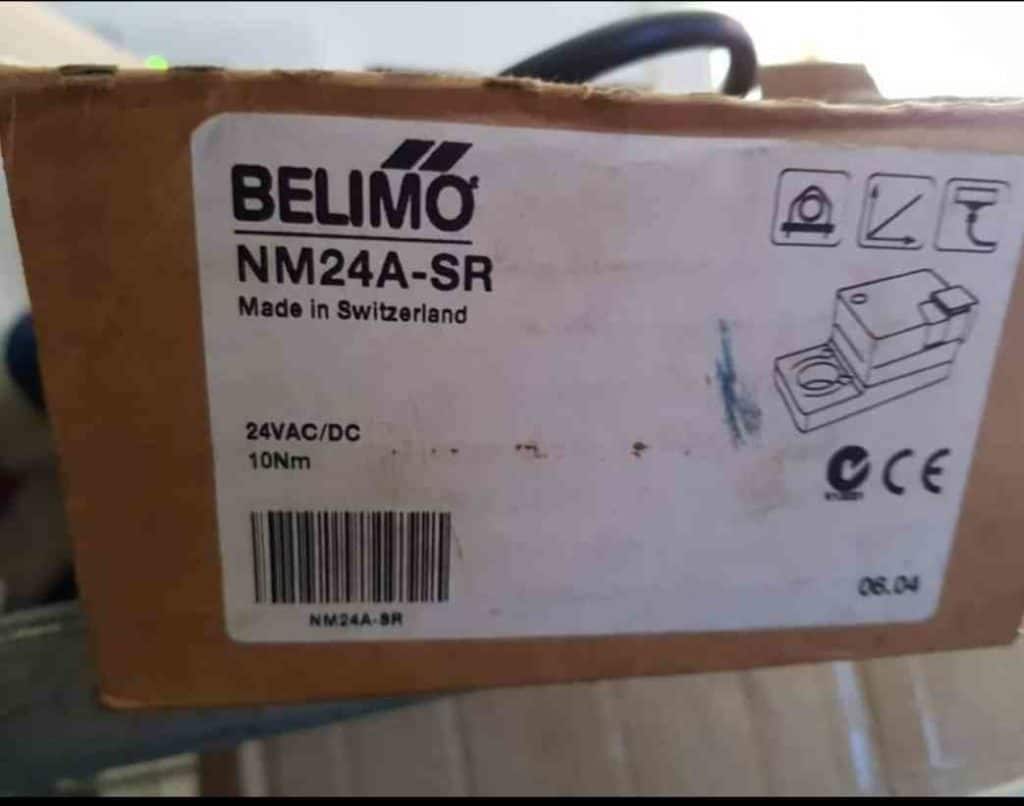 BELIMO
NM24A-SR
Made in Switzerland
24VAC/DC
10Nm
CE
NM24A-SR
06.04